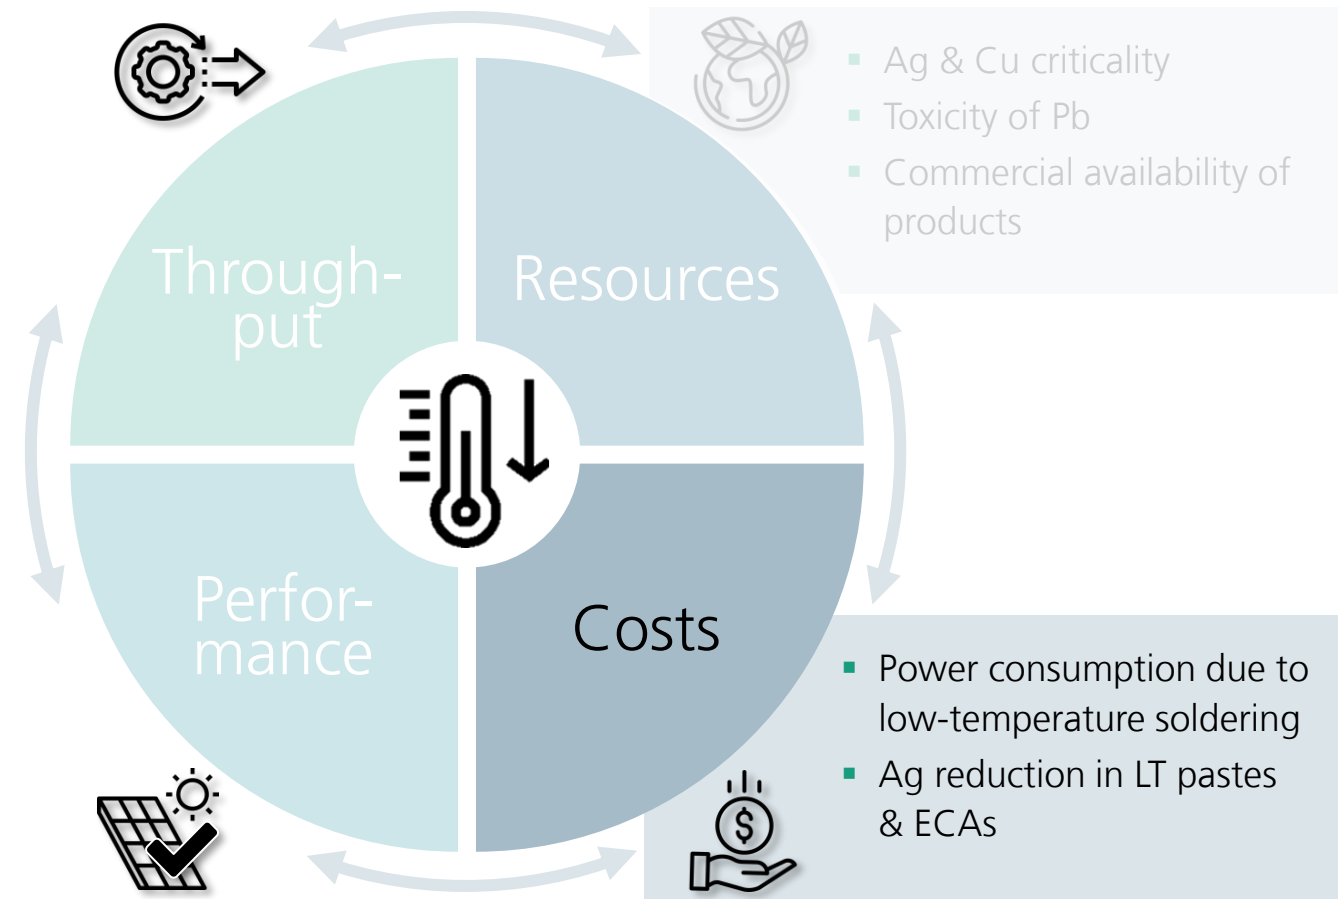 Through-
put
Resources
Perfor-
mance
Costs
Ag & Cu criticality
Toxicity of Pb
Commercial availability of
products
Power consumption due to
low-temperature soldering
Ag reduction in LT pastes
& ECAs
$